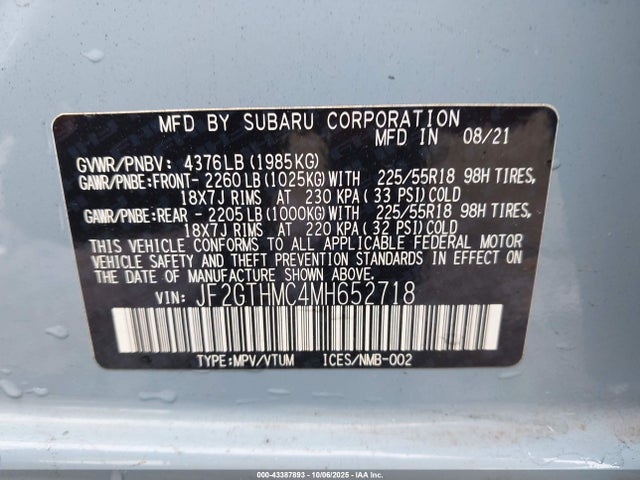 MFD BY SUBARU CORPORATION
MFD IN 08/21
GVWR/PNBV: 4376LB(1985KG)
GAWR/PNBE:FRONT- 2260LB(1025KG)WITH 225/55R18 98H TIRES,
18X7J RIMS AT 230 KPA(33 PSI)COLD
GAWR/PNBE:REAR - 2205LB(1000KG)WITH 225/55R18 98H TIRES,
18X7J RIMS AT 220 KPA(32 PSI)COLD
THIS VEHICLE CONFORMS TO ALL APPLICABLE FEDERAL MOTOR
VEHICLE SAFETY AND THEFT PREVENTION STANDARDS IN EFFECT
ON THE DATE OF MANUFACTURE SHOWN ABOVE.
VIN: JF2GTHMC4MH652718
TYPE:MPV/VTUM ICES/NMB-002
000-43387893 - 10/06/2025 - IAA Inc.